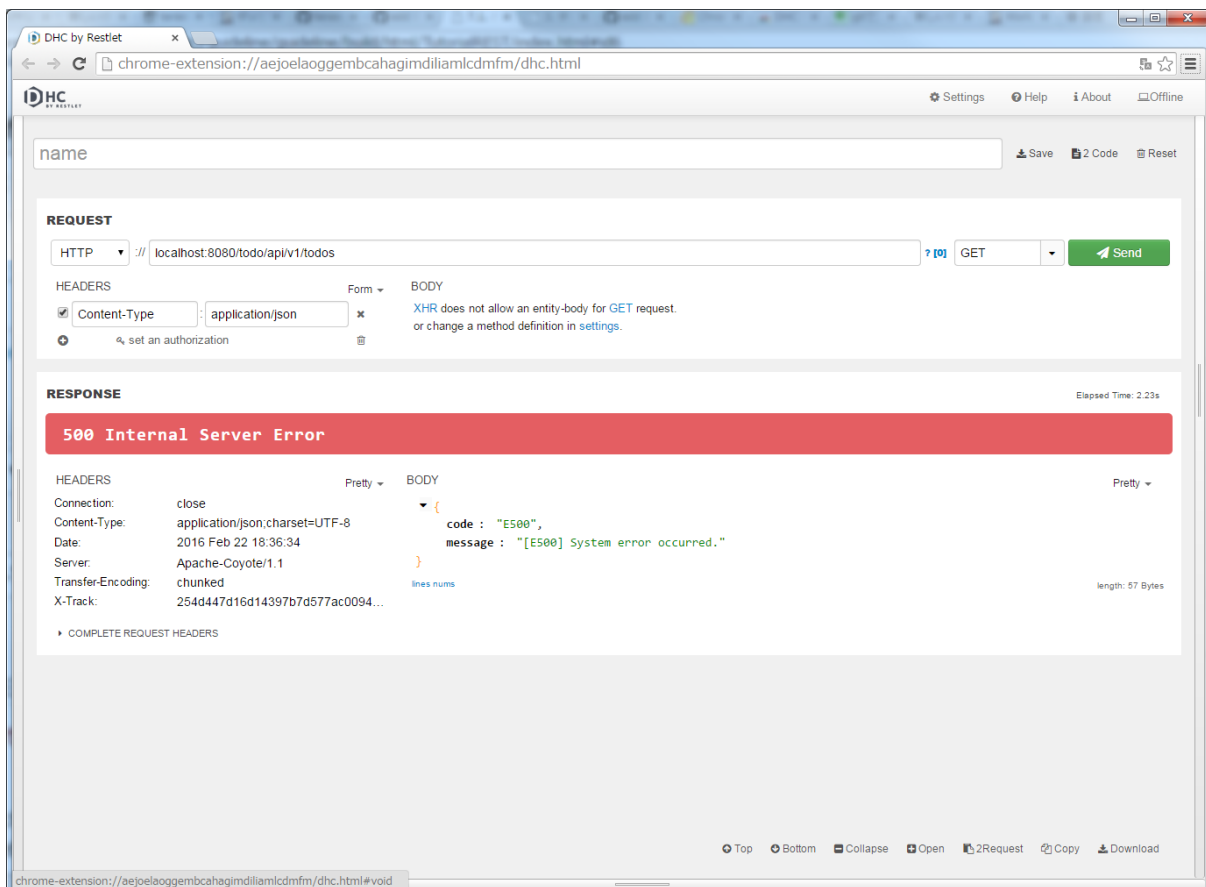 DHC by Restlet
chrome-extension://aejoelaoggembcahagimdiliamlcdmfm/dhc.html
DHC BY RESTLET
Settings Help About Offline
name Save 2 Code Reset
REQUEST
HTTP :// localhost:8080/todo/api/v1/todos ? [0] GET Send
HEADERS Form BODY
Content-Type : application/json XHR does not allow an entity-body for GET request.
or change a method definition in settings.
set an authorization
RESPONSE Elapsed Time: 2.23s
500 Internal Server Error
HEADERS Pretty BODY Pretty
Connection: close {
Content-Type: application/json;charset=UTF-8 code : "E500",
Date: 2016 Feb 22 18:36:34 message : "[E500] System error occurred."
Server: Apache-Coyote/1.1 }
Transfer-Encoding: chunked lines nums length: 57 Bytes
X-Track: 254d447d16d14397b7d577ac0094...
COMPLETE REQUEST HEADERS
Top Bottom Collapse Open 2Request Copy Download
chrome-extension://aejoelaoggembcahagimdiliamlcdmfm/dhc.html#void